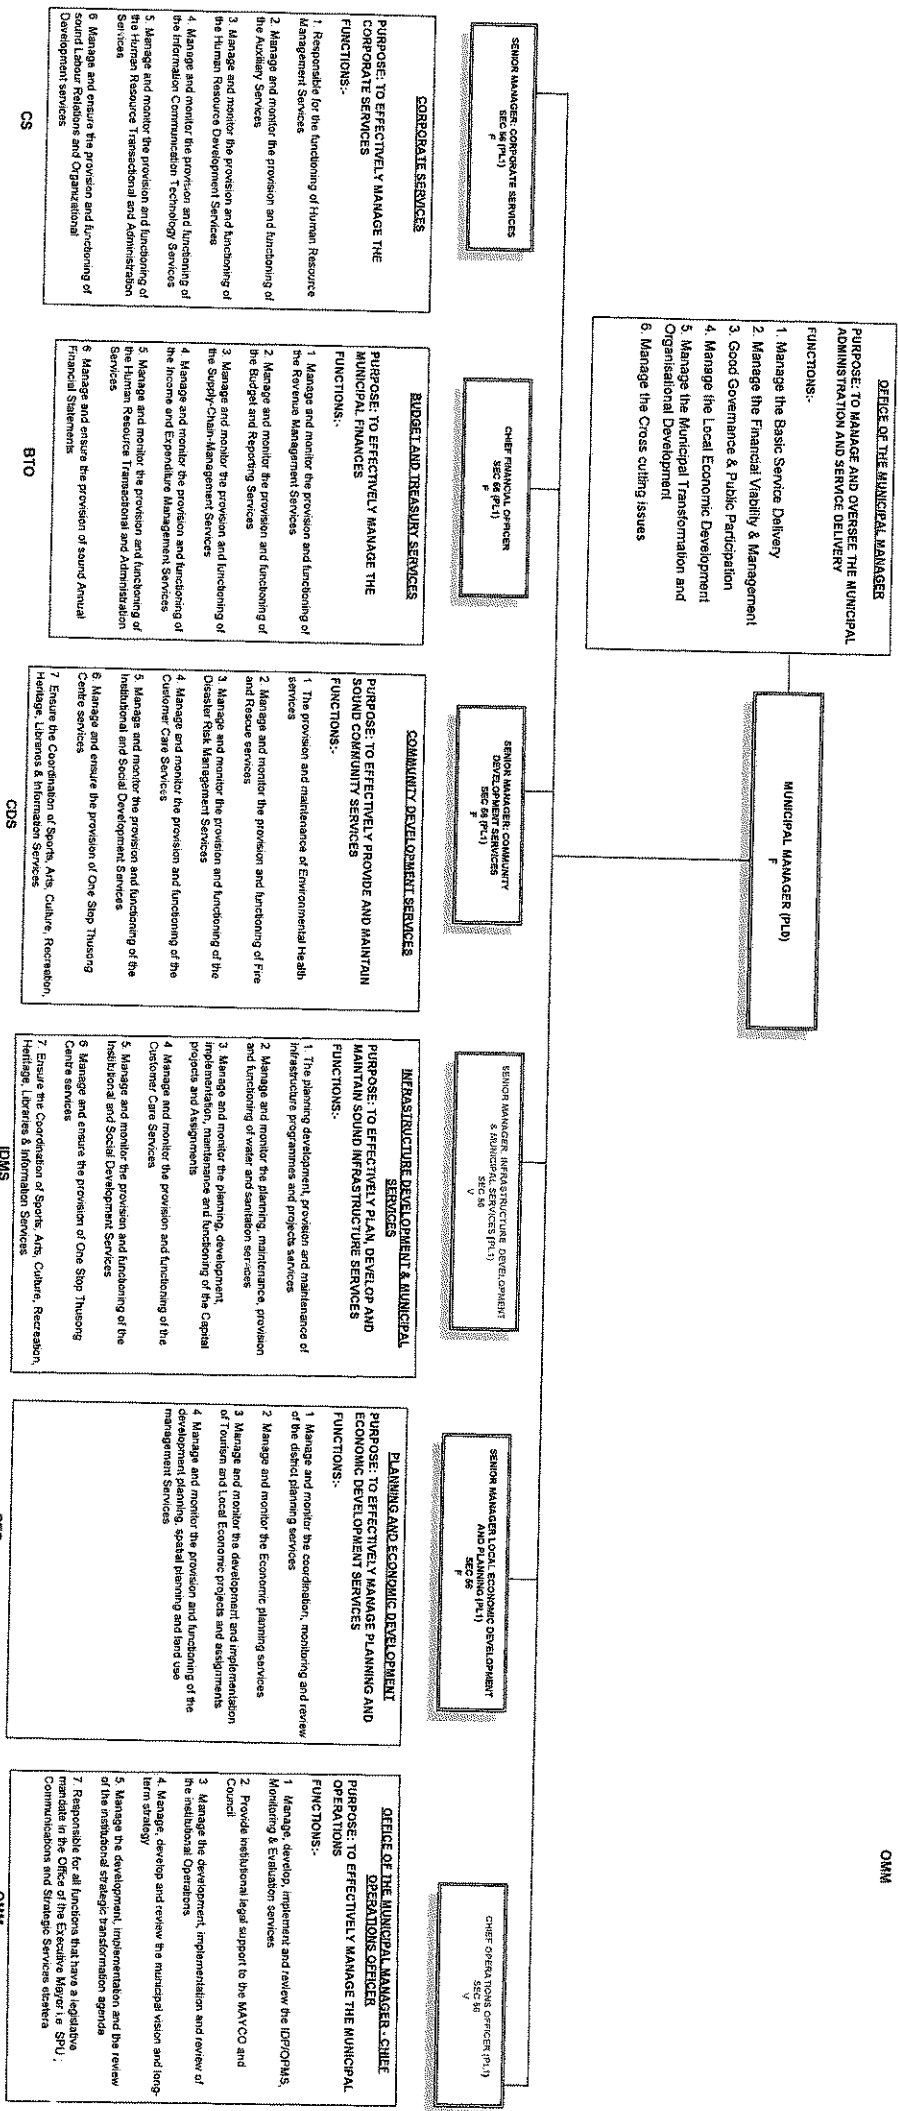 OMM
OFFICE OF THE MUNICIPAL MANAGER
PURPOSE: TO MANAGE AND OVERSEE THE MUNICIPAL
ADMINISTRATION AND SERVICE DELIVERY
FUNCTIONS:-
1. Manage the Basic Service Delivery
2. Manage the Financial Viability & Management
3. Good Governance & Public Participation
4. Manage the Local Economic Development
5. Manage the Municipal Transformation and
Organisational Development
6. Manage the Cross cutting issues
MUNICIPAL MANAGER (PL0)
F
SENIOR MANAGER: CORPORATE SERVICES
SEC 56 (PL1)
F
CHIEF FINANCIAL OFFICER
SEC 56 (PL1)
F
SENIOR MANAGER: COMMUNITY
DEVELOPMENT SERVICES
SEC 56 (PL1)
F
SENIOR MANAGER, INFRASTRUCTURE DEVELOPMENT
& MUNICIPAL SERVICES (PL1)
SEC 56
V
SENIOR MANAGER LOCAL ECONOMIC DEVELOPMENT
AND PLANNING (PL1)
SEC 56
F
CHIEF OPERATIONS OFFICER (PL1)
SEC 56
V
CORPORATE SERVICES
PURPOSE: TO EFFECTIVELY MANAGE THE
CORPORATE SERVICES
FUNCTIONS:-
1. Responsible for the functioning of Human Resource
Management Services
2. Manage and monitor the provision and functioning of
the Auxiliary Services
3. Manage and monitor the provision and functioning of
the Human Resource Development Services
4. Manage and monitor the provision and functioning of
the Information Communication Technology Services
5. Manage and monitor the provision and functioning of
the Human Resource Transactional and Administration
Services
6 Manage and ensure the provision and functioning of
sound Labour Relations and Organizational
Development services
CS
BUDGET AND TREASURY SERVICES
PURPOSE: TO EFFECTIVELY MANAGE THE
MUNICIPAL FINANCES
FUNCTIONS:-
1 Manage and monitor the provision and functioning of
the Revenue Management Services
2 Manage and monitor the provision and functioning of
the Budget and Reporting Services
3. Manage and monitor the provision and functioning of
the Supply-Chain-Management Services
4. Manage and monitor the provision and functioning of
the Income and Expenditure Management Services
5. Manage and monitor the provision and functioning of
the Human Resource Transactional and Administration
Services
6 Manage and ensure the provision of sound Annual
Financial Statements
BTO
COMMUNITY DEVELOPMENT SERVICES
PURPOSE: TO EFFECTIVELY PROVIDE AND MAINTAIN
SOUND COMMUNITY SERVICES
FUNCTIONS:-
1 The provision and maintenance of Environmental Health
services
2. Manage and monitor the provision and functioning of Fire
and Rescue services
3. Manage and monitor the provision and functioning of the
Disaster Risk Management Services
4. Manage and monitor the provision and functioning of the
Customer Care Services
5. Manage and monitor the provision and functioning of the
Institutional and Social Development Services
6. Manage and ensure the provision of One Stop Thusong
Centre services
7 Ensure the Coordination of Sports, Arts, Culture, Recreation,
Heritage, Libraries & Information Services
CDS
INFRASTRUCTURE DEVELOPMENT & MUNICIPAL
SERVICES
PURPOSE: TO EFFECTIVELY PLAN, DEVELOP AND
MAINTAIN SOUND INFRASTRUCTURE SERVICES
FUNCTIONS:-
1. The planning development, provision and maintenance of
infrastructure programmes and projects services
2. Manage and monitor the planning, maintenance, provision
and functioning of water and sanitation services
3. Manage and monitor the planning, development,
implementation, maintenance and functioning of the Capital
projects and Assignments
4 Manage and monitor the provision and functioning of the
Customer Care Services
5. Manage and monitor the provision and functioning of the
Institutional and Social Development Services
6 Manage and ensure the provision of One Stop Thusong
Centre services
7. Ensure the Coordination of Sports, Arts, Culture, Recreation,
Heritage, Libraries & Information Services
IDMS
PLANNING AND ECONOMIC DEVELOPMENT
PURPOSE: TO EFFECTIVELY MANAGE PLANNING AND
ECONOMIC DEVELOPMENT SERVICES
FUNCTIONS:-
1 Manage and monitor the coordination, monitoring and review
of the district planning services
2 Manage and monitor the Economic planning services
3 Manage and monitor the development and implementation
of Tourism and Local Economic projects and assignments
4 Manage and monitor the provision and functioning of the
development planning, spatial planning and land use
management Services
OFFICE OF THE MUNICIPAL MANAGER - CHIEF
OPERATIONS OFFICER
PURPOSE: TO EFFECTIVELY MANAGE THE MUNICIPAL
OPERATIONS
FUNCTIONS:-
1 Manage, develop, implement and review the IDP/OPMS,
Monitoring & Evaluation services
2. Provide institutional legal support to the MAYCO and
Council
3 Manage the development, implementation and review of
the institutional Operations
4. Manage, develop and review the municipal vision and long-
term strategy
5. Manage the development, implementation and the review
of the institutional strategic transformation agenda
7. Responsible for all functions that have a legislative
mandate in the Office of the Executive Mayor i.e SPU ;
Communications and Strategic Services etcetera